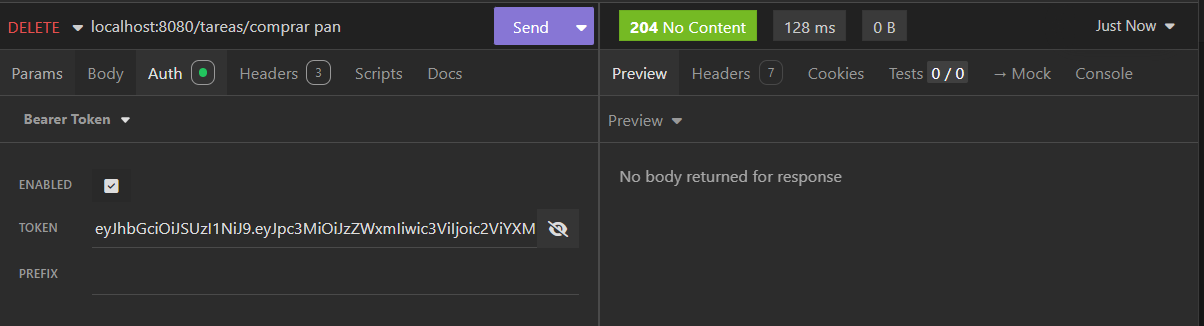 DELETE localhost:8080/tareas/comprar pan Send
Params Body Auth Headers 3 Scripts Docs
Bearer Token
ENABLED
TOKEN eyJhbGciOiJSUzI1NiJ9.eyJpc3MiOiJzZWxmIiwic3ViIjoic2ViYXM
PREFIX
204 No Content 128 ms 0 B Just Now
Preview Headers 7 Cookies Tests 0 / 0 → Mock Console
Preview
No body returned for response